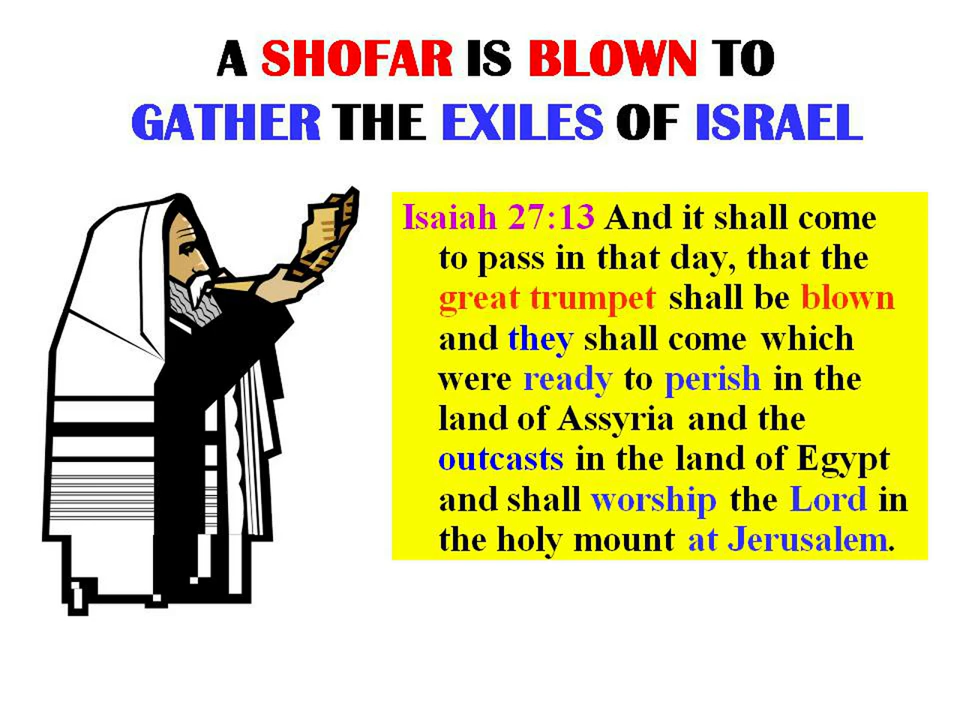 A SHOFAR IS BLOWN TO
GATHER THE EXILES OF ISRAEL
Isaiah 27:13 And it shall come
to pass in that day, that the
great trumpet shall be blown
and they shall come which
were ready to perish in the
land of Assyria and the
outcasts in the land of Egypt
and shall worship the Lord in
the holy mount at Jerusalem.